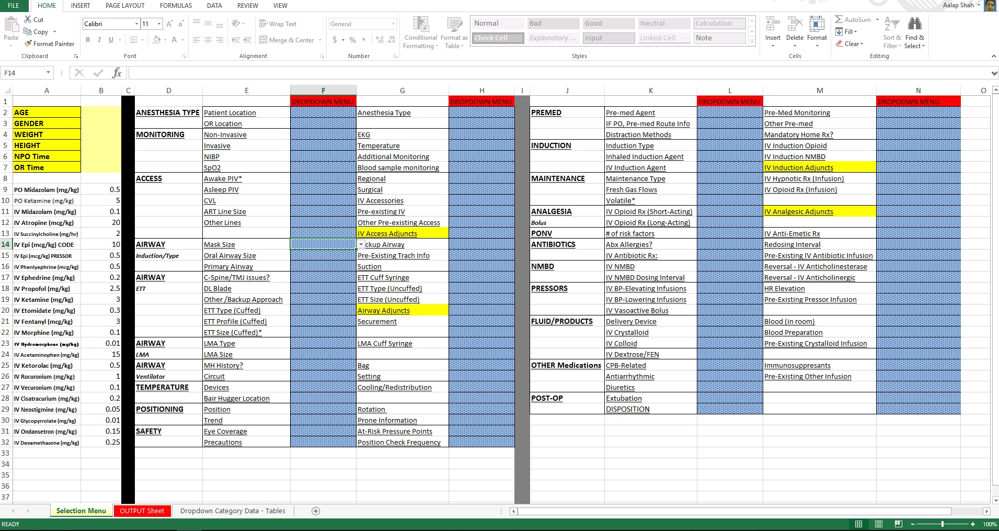 FILE HOME INSERT PAGE LAYOUT FORMULAS DATA REVIEW VIEW Aalap Shah
Cut
Copy
Format Painter
Paste
Clipboard
Calibri 11
B I U A
Font
Wrap Text
Merge & Center
Alignment
General
$ % ,
Number
Conditional Formatting
Format as Table
Normal Bad Good Neutral Calculation
Check Cell Explanatory ... Input Linked Cell Note
Styles
Insert Delete Format
Cells
AutoSum
Fill
Clear
Sort & Filter
Find & Select
Editing
F14 fx
A B C D E F G H I J K L M N O
1 DROPDOWN MENU DROPDOWN MENU DROPDOWN MENU DROPDOWN MENU
2 AGE ANESTHESIA TYPE Patient Location Anesthesia Type PREMED Pre-med Agent Pre-Med Monitoring
3 GENDER OR Location IF PO, Pre-med Route Info Other Pre-med
4 WEIGHT MONITORING Non-Invasive EKG Distraction Methods Mandatory Home Rx?
5 HEIGHT Invasive Temperature INDUCTION Induction Type IV Induction Opioid
6 NPO Time NIBP Additional Monitoring Inhaled Induction Agent IV Induction NMBD
7 OR Time SpO2 Blood sample monitoring IV Induction Agent IV Induction Adjuncts
8 ACCESS Awake PIV* Regional MAINTENANCE Maintenance Type IV Hypnotic Rx (Infusion)
9 PO Midazolam (mg/kg) 0.5 Asleep PIV Surgical Fresh Gas Flows IV Opioid Rx (Infusion)
10 PO Ketamine (mg/kg) 5 CVL IV Accessories Volatile*
11 IV Midazolam (mg/kg) 0.1 ART Line Size Pre-existing IV ANALGESIA IV Opioid Rx (Short-Acting) IV Analgesic Adjuncts
12 IV Atropine (mcg/kg) 20 Other Lines Other Pre-existing Access Bolus IV Opioid Rx (Long-Acting)
13 IV Succinylcholine (mg/hr) 2 IV Access Adjuncts PONV # of risk factors IV Anti-Emetic Rx
14 IV Epi (mcg/kg) CODE 10 AIRWAY Mask Size ckup Airway ANTIBIOTICS Abx Allergies? Redosing Interval
15 IV Epi (mcg/kg) PRESSOR 0.5 Induction/Type Oral Airway Size Pre-Existing Trach Info IV Antibiotic Rx: Pre-Existing IV Antibiotic Infusion
16 IV Phenlyephrine (mcg/kg) 0.5 Primary Airway Suction NMBD IV NMBD Reversal - IV Anticholinesterase
17 IV Ephedrine (mg/kg) 0.2 AIRWAY C-Spine/TMJ issues? ETT Cuff Syringe IV NMBD Dosing Interval Reversal - IV Anticholinergic
18 IV Propofol (mg/kg) 2.5 ETT DL Blade ETT Type (Uncuffed) PRESSORS IV BP-Elevating Infusions HR Elevation
19 IV Ketamine (mg/kg) 3 Other /Backup Approach ETT Size (Uncuffed) IV BP-Lowering Infusions Pre-Existing Pressor Infusion
20 IV Etomidate (mg/kg) 0.3 ETT Type (Cuffed) Airway Adjuncts IV Vasoactive Bolus
21 IV Fentanyl (mcg/kg) 3 ETT Profile (Cuffed) Securement FLUID/PRODUCTS Delivery Device Blood (in room)
22 IV Morphine (mg/kg) 0.1 ETT Size (Cuffed)* IV Crystalloid Blood Preparation
23 IV Hydromorphone (mg/kg) 0.01 AIRWAY LMA Type LMA Cuff Syringe IV Colloid Pre-Existing Crystalloid Infusion
24 IV Acetaminophen (mg/kg) 15 LMA LMA Size IV Dextrose/FEN
25 IV Ketorolac (mg/kg) 0.5 AIRWAY MH History? Bag OTHER Medications CPB-Related Immunosuppresants
26 IV Rocuronium (mg/kg) 1 Ventilator Circuit Setting Antiarrhythmic Pre-Existing Other Infusion
27 IV Vecuronium (mg/kg) 0.1 TEMPERATURE Devices Cooling/Redistribution Diuretics
28 IV Cisatracurium (mg/kg) 0.2 Bair Hugger Location POST-OP Extubation
29 IV Neostigmine (mg/kg) 0.05 POSITIONING Position Rotation DISPOSITION
30 IV Glycopyrrolate (mg/kg) 0.01 Trend Prone Information
31 IV Ondansetron (mg/kg) 0.15 SAFETY Eye Coverage At-Risk Pressure Points
32 IV Dexamethasone (mg/kg) 0.25 Precautions Position Check Frequency
33
34
35
36
37
Selection Menu OUTPUT Sheet Dropdown Category Data - Tables
READY 100%